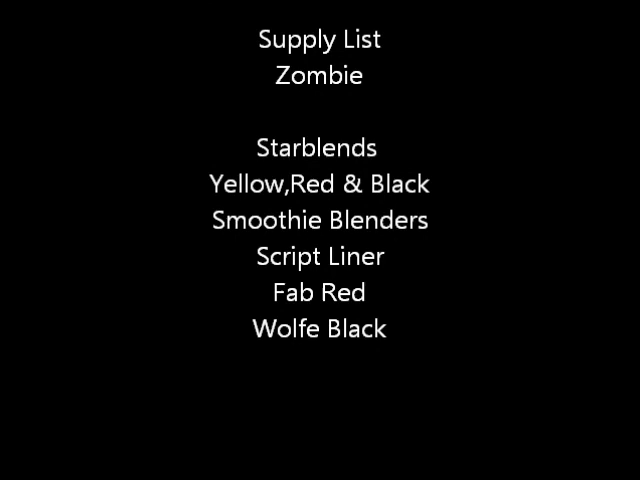 Supply List
Zombie
Starblends
Yellow,Red & Black
Smoothie Blenders
Script Liner
Fab Red
Wolfe Black